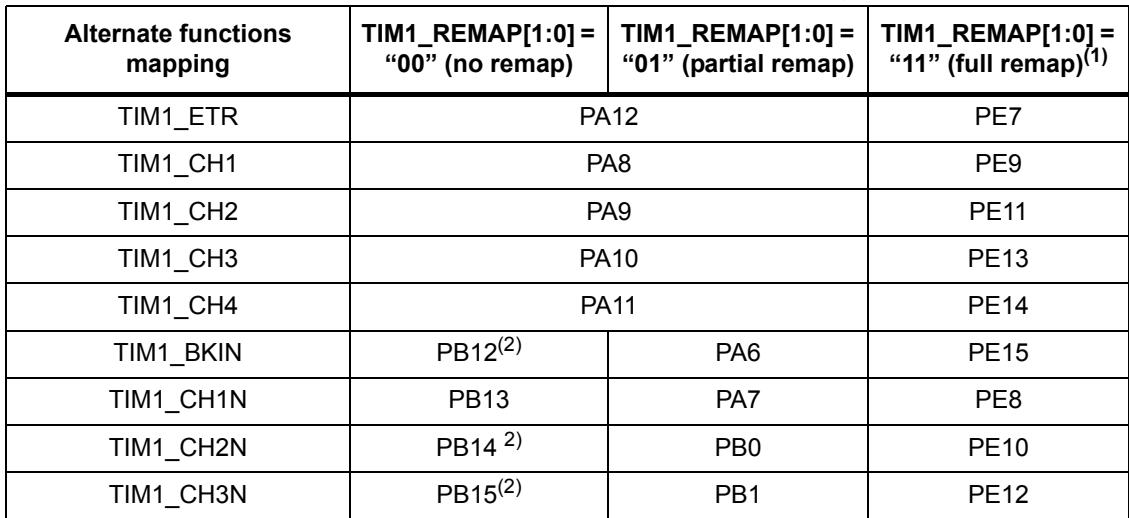 Alternate functions mapping TIM1_REMAP[1:0] = “00” (no remap) TIM1_REMAP[1:0] = “01” (partial remap) TIM1_REMAP[1:0] = “11” (full remap)(1)
TIM1_ETR PA12 PE7
TIM1_CH1 PA8 PE9
TIM1_CH2 PA9 PE11
TIM1_CH3 PA10 PE13
TIM1_CH4 PA11 PE14
TIM1_BKIN PB12(2) PA6 PE15
TIM1_CH1N PB13 PA7 PE8
TIM1_CH2N PB14 2) PB0 PE10
TIM1_CH3N PB15(2) PB1 PE12